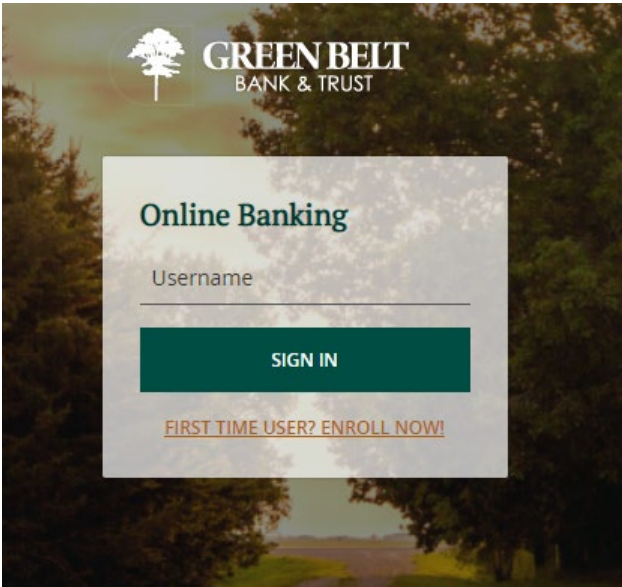 GREEN BELT
BANK & TRUST
Online Banking
Username
SIGN IN
FIRST TIME USER? ENROLL NOW!